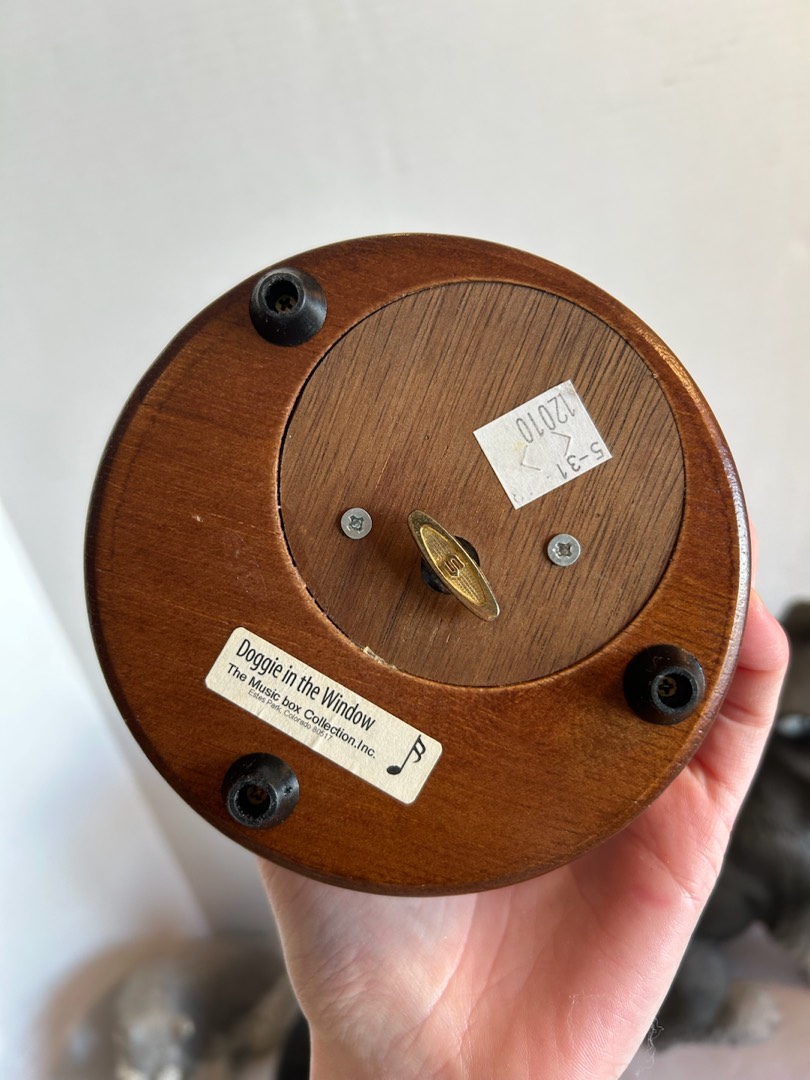 12010
5-31
Doggie in the Window
The Music box Collection,Inc.
Estes Park, Colorado 80517
S